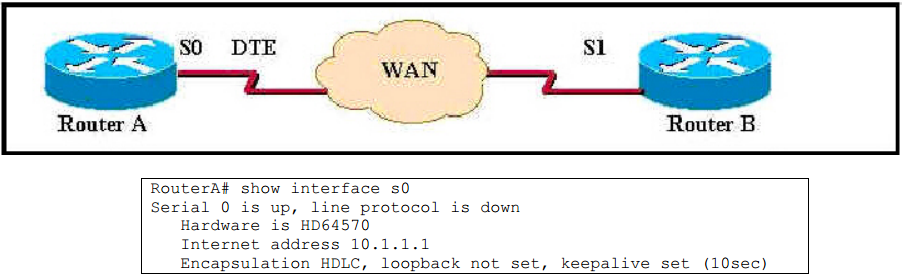 S0 DTE
S1
WAN
Router A
Router B
RouterA# show interface s0
Serial 0 is up, line protocol is down
Hardware is HD64570
Internet address 10.1.1.1
Encapsulation HDLC, loopback not set, keepalive set (10sec)